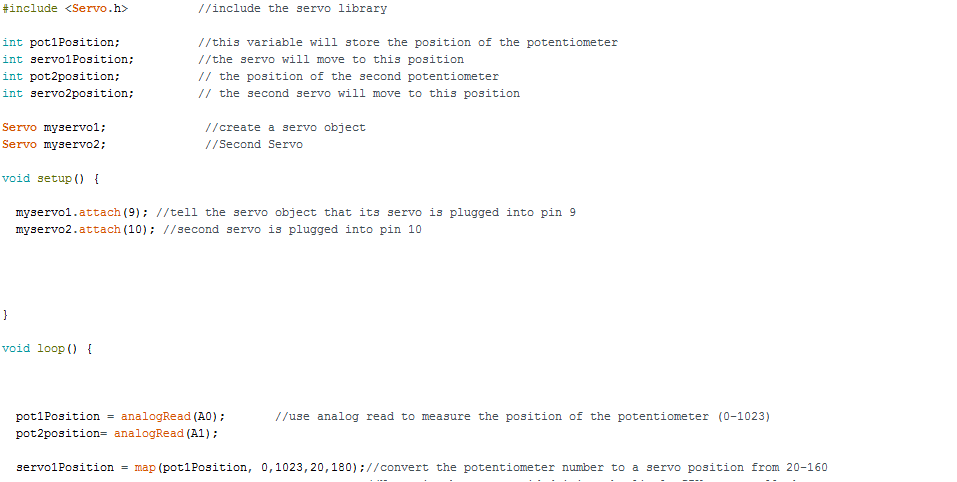 #include <Servo.h>          //include the servo library
int pot1Position;           //this variable will store the position of the potentiometer
int servo1Position;         //the servo will move to this position
int pot2position;           // the position of the second potentiometer
int servo2position;         // the second servo will move to this position
Servo myservo1;              //create a servo object
Servo myservo2;              //Second Servo
void setup() {
  myservo1.attach(9); //tell the servo object that its servo is plugged into pin 9
  myservo2.attach(10); //second servo is plugged into pin 10
}
void loop() {
  pot1Position = analogRead(A0);       //use analog read to measure the position of the potentiometer (0-1023)
  pot2position= analogRead(A1);
  servo1Position = map(pot1Position, 0,1023,20,180);//convert the potentiometer number to a servo position from 20-160